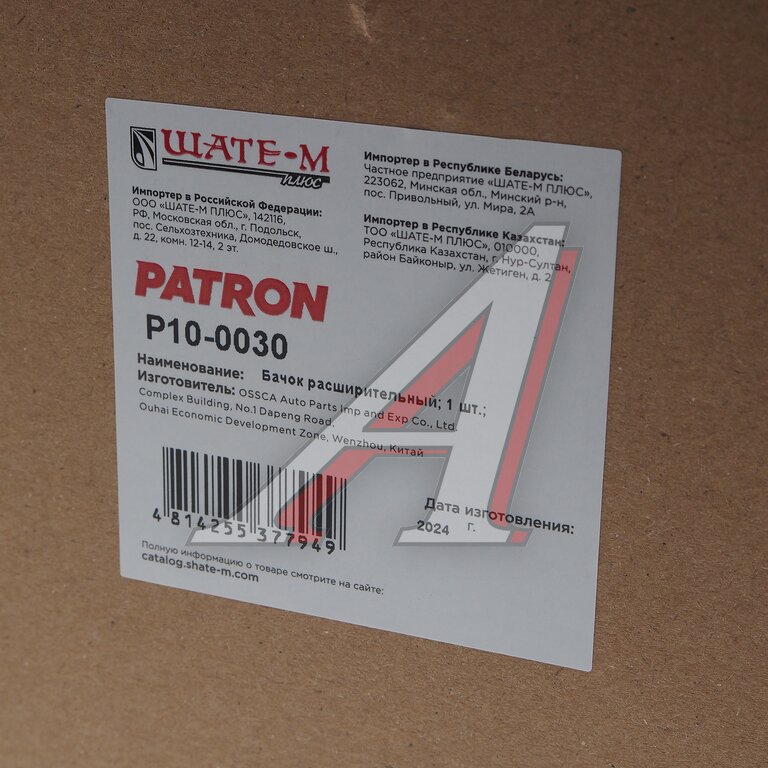 ШАТЕ-М
плюс
Импортер в Российской Федерации:
ООО «ШАТЕ-М ПЛЮС», 142116,
РФ, Московская обл., г. Подольск,
пос. Сельхозтехника, Домодедовское ш.,
д. 22, комн. 12-14, 2 эт.
Импортер в Республике Беларусь:
Частное предприятие «ШАТЕ-М ПЛЮС»,
223062, Минская обл., Минский р-н,
пос. Привольный, ул. Мира, 2А
Импортер в Республике Казахстан:
ТОО «ШАТЕ-М ПЛЮС», 010000,
Республика Казахстан, г. Нур-Султан,
район Байконыр, ул. Жетиген, д. 2
PATRON
P10-0030
Наименование: Бачок расширительный; 1 шт.;
Изготовитель: OSSCA Auto Parts Imp and Exp Co., Ltd.
Complex Building, No.1 Dapeng Road,
Ouhai Economic Development Zone, Wenzhou, Китай
4 814255 377949
Дата изготовления:
2024 г.
Полную информацию о товаре смотрите на сайте:
catalog.shate-m.com